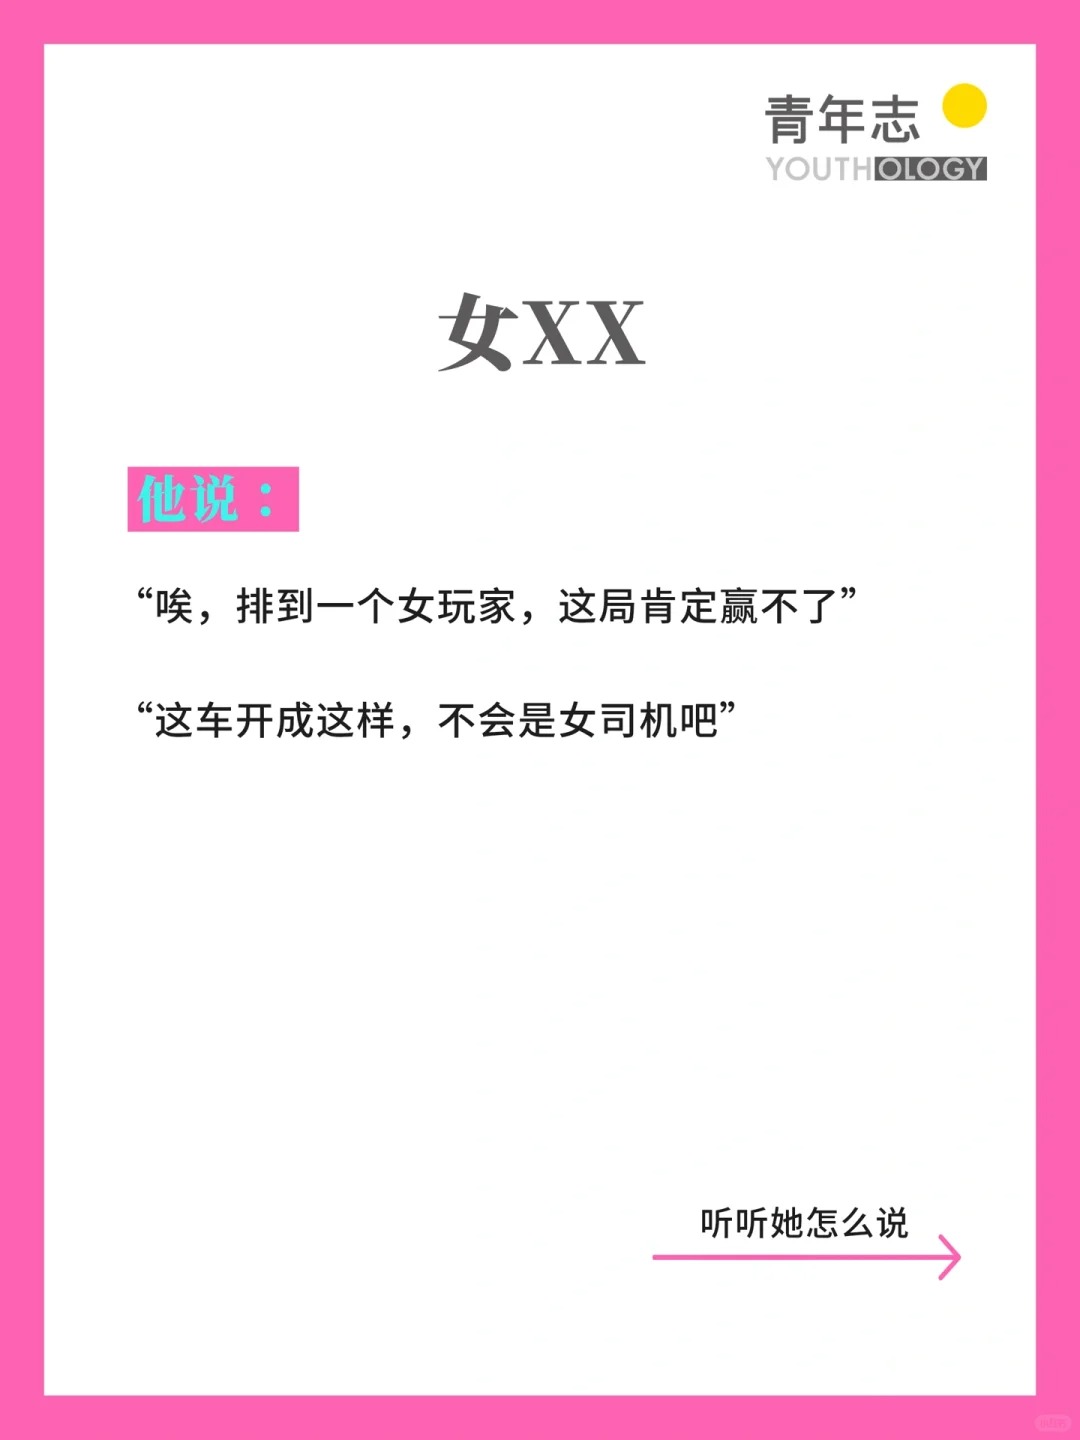 青年志
YOUTHOLOGY
女XX
他说：
“唉，排到一个女玩家，这局肯定赢不了”
“这车开成这样，不会是女司机吧”
听听她怎么说